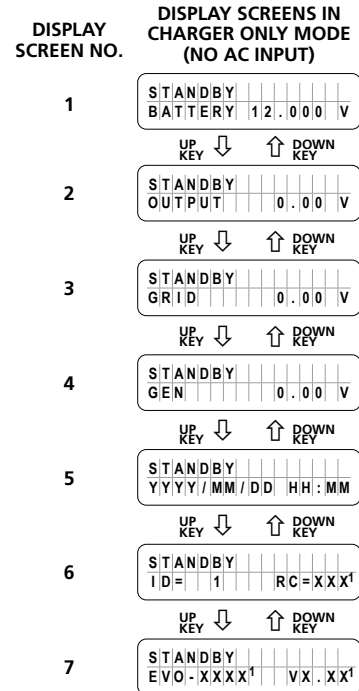 DISPLAY SCREEN NO.
DISPLAY SCREENS IN CHARGER ONLY MODE (NO AC INPUT)
1
STANDBY
BATTERY 12.000 V
UP KEY ⇩ ⇧ DOWN KEY
2
STANDBY
OUTPUT 0.00 V
UP KEY ⇩ ⇧ DOWN KEY
3
STANDBY
GRID 0.00 V
UP KEY ⇩ ⇧ DOWN KEY
4
STANDBY
GEN 0.00 V
UP KEY ⇩ ⇧ DOWN KEY
5
STANDBY
YYYY/MM/DD HH:MM
UP KEY ⇩ ⇧ DOWN KEY
6
STANDBY
ID= 1 RC=XXX¹
UP KEY ⇩ ⇧ DOWN KEY
7
STANDBY
EVO-XXXX¹ VX.XX¹